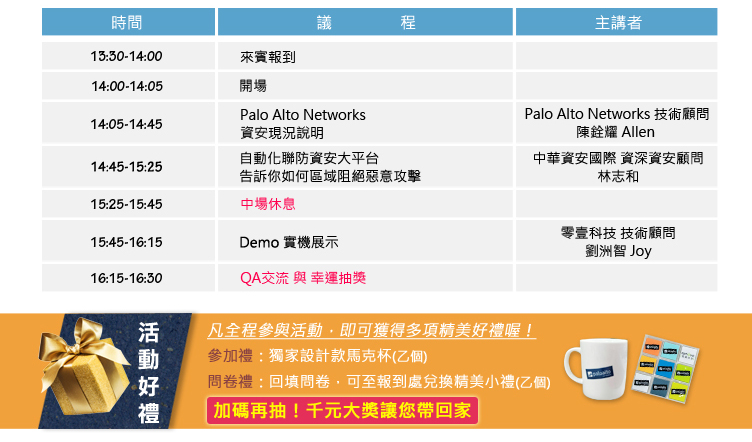 時間 議 程 主講者
13:30-14:00 來賓報到
14:00-14:05 開場
14:05-14:45 Palo Alto Networks
資安現況說明
Palo Alto Networks 技術顧問
陳銓耀 Allen
14:45-15:25 自動化聯防資安大平台
告訴你如何區域阻絕惡意攻擊
中華資安國際 資深資安顧問
林志和
15:25-15:45 中場休息
15:45-16:15 Demo 實機展示
零壹科技 技術顧問
劉洲智 Joy
16:15-16:30 QA交流 與 幸運抽獎
活動好禮
凡全程參與活動，即可獲得多項精美好禮喔！
參加禮：獨家設計款馬克杯(乙個)
問卷禮：回填問卷，可至報到處兌換精美小禮(乙個)
加碼再抽！千元大獎讓您帶回家